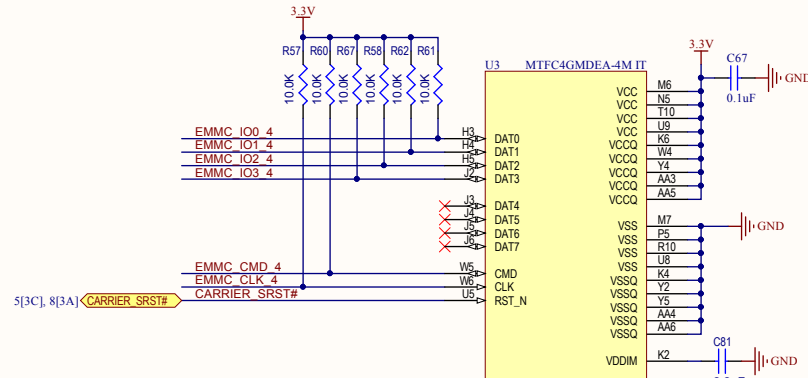 3.3V
R57 R60 R67 R58 R62 R61
10.0K 10.0K 10.0K 10.0K 10.0K 10.0K
U3 MTFC4GMDEA-4M IT
3.3V
C67
0.1uF
GND
EMMC_IO0_4 H3 DAT0
EMMC_IO1_4 H4 DAT1
EMMC_IO2_4 H5 DAT2
EMMC_IO3_4 J2 DAT3
J3 DAT4
J4 DAT5
J5 DAT6
J6 DAT7
EMMC_CMD_4 W5 CMD
EMMC_CLK_4 W6 CLK
5[3C], 8[3A] CARRIER_SRST# CARRIER_SRST# U5 RST_N
VCC M6
VCC N5
VCC T10
VCC U9
VCCQ K6
VCCQ W4
VCCQ Y4
VCCQ AA3
VCCQ AA5
VSS M7 GND
VSS P5
VSS R10
VSS U8
VSSQ K4
VSSQ Y2
VSSQ Y5
VSSQ AA4
VSSQ AA6
C81
VDDIM K2 GND